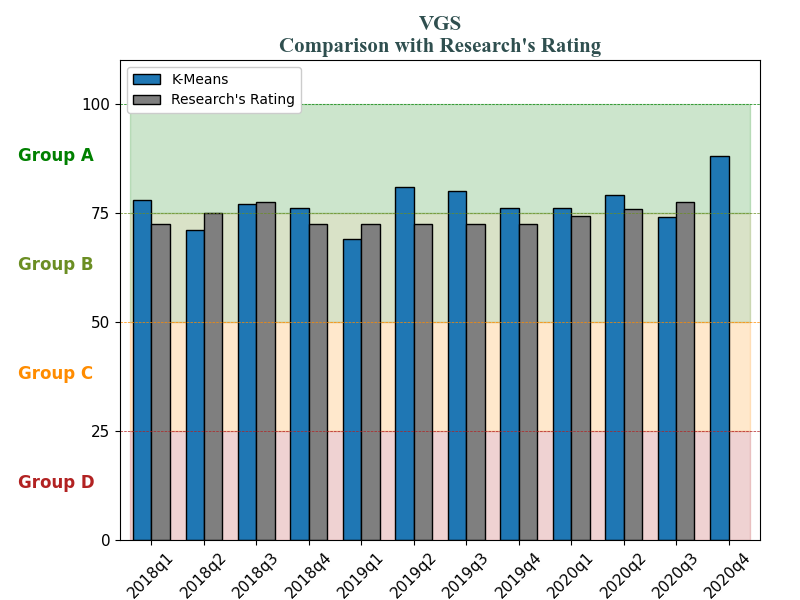 VGS
Comparison with Research's Rating
K-Means
Research's Rating
100
Group A
75
Group B
50
Group C
25
Group D
0
2018q1
2018q2
2018q3
2018q4
2019q1
2019q2
2019q3
2019q4
2020q1
2020q2
2020q3
2020q4